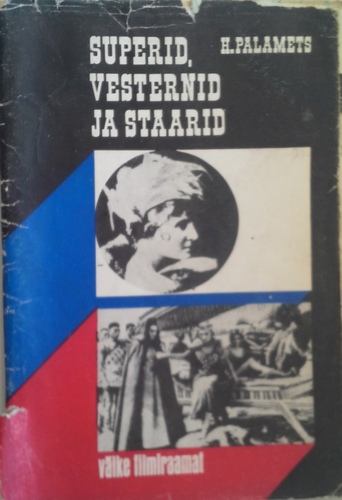 SUPERID, H. PALAMETS
VESTERNID
JA STAARID
väike filmiraamat